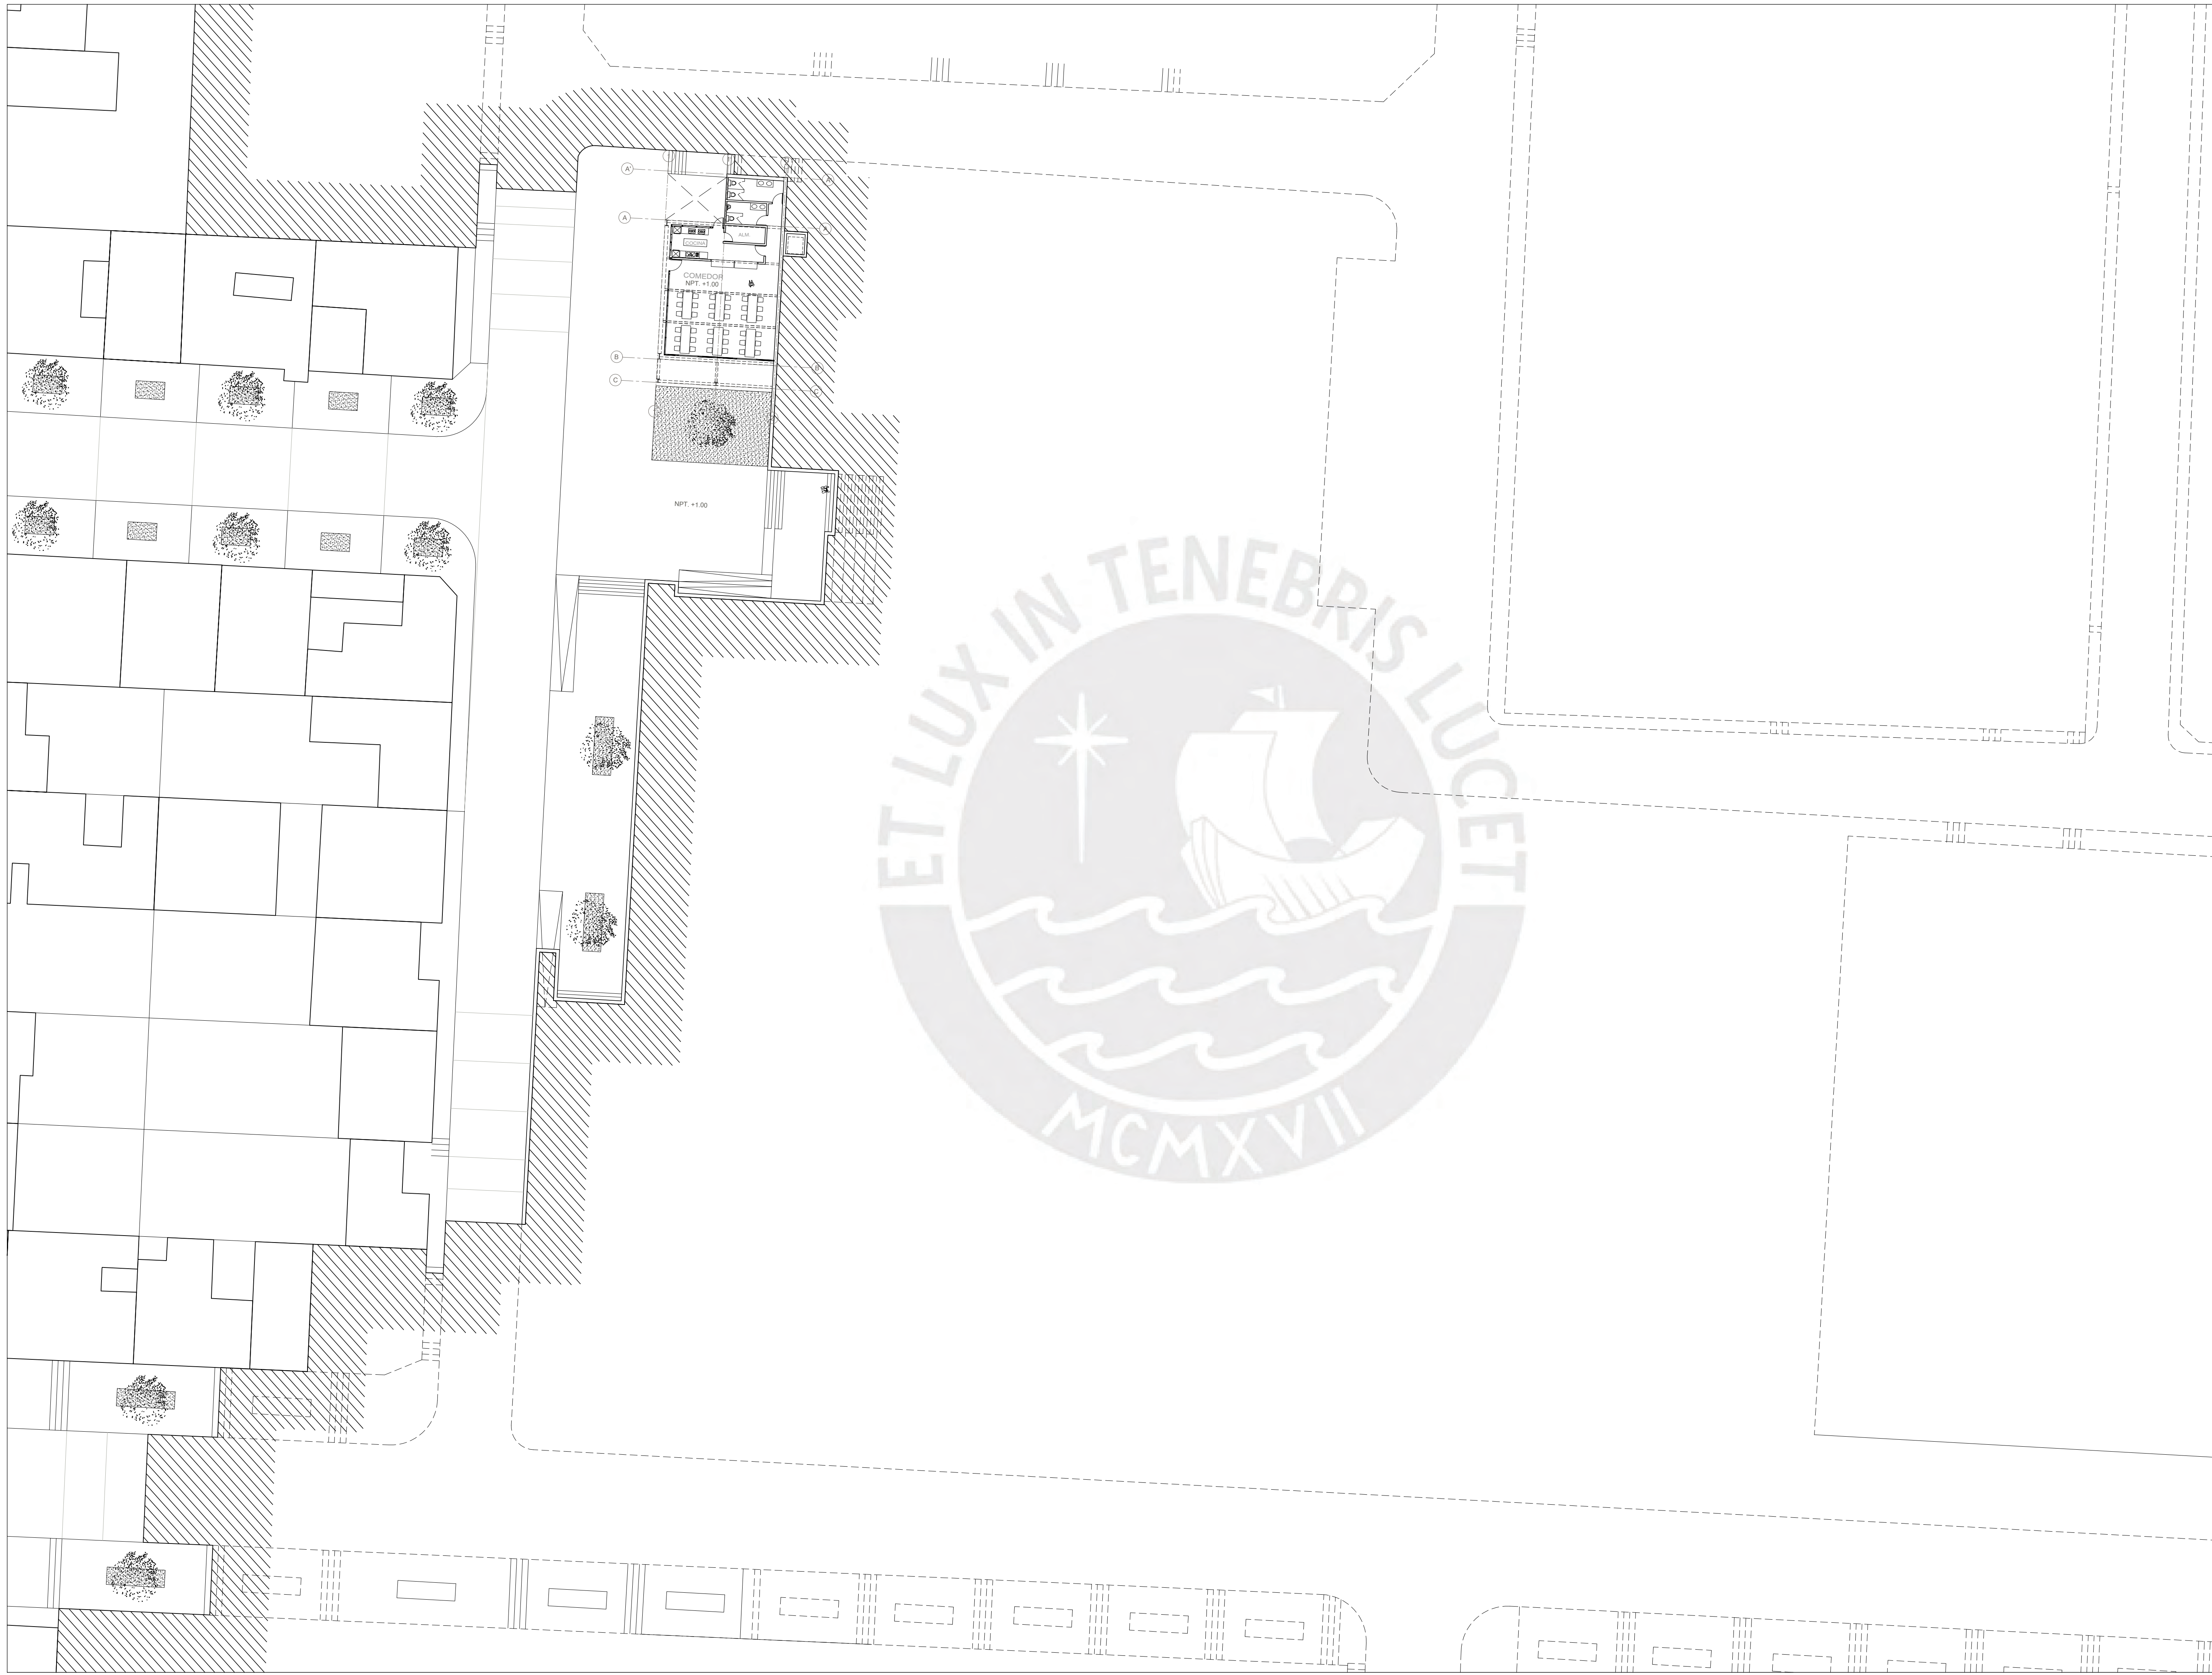 A'
A'
A
A
COCINA
ALM.
COMEDOR
NPT. +1.00
B
B
C
C
NPT. +1.00
ET LUX IN TENEBRIS LUCET
MCMXVII